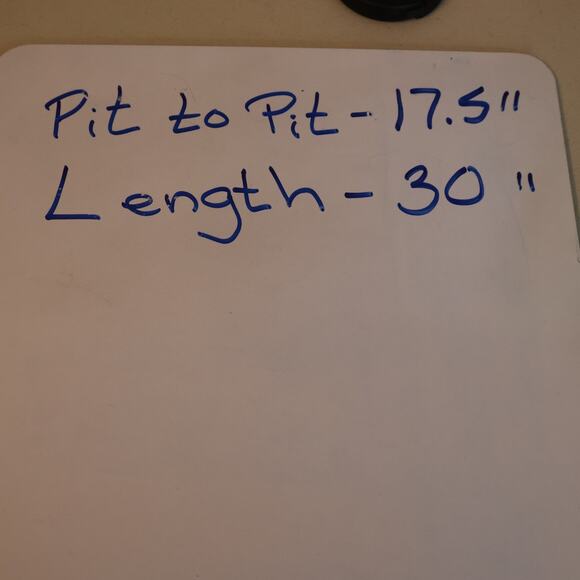 Pit to Pit - 17.5"
Length - 30 "